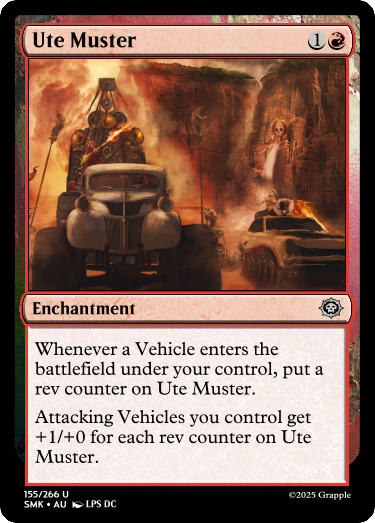 Ute Muster 1
Enchantment
Whenever a Vehicle enters the
battlefield under your control, put a
rev counter on Ute Muster.
Attacking Vehicles you control get
+1/+0 for each rev counter on Ute
Muster.
155/266 U
SMK • AU LPS DC
©2025 Grapple